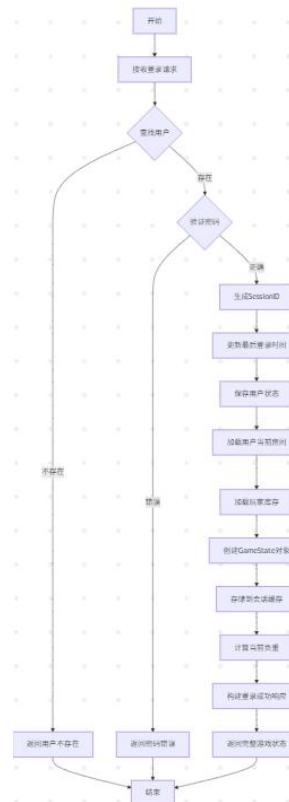 开始
接收登录请求
查找用户
存在
验证密码
正确
生成SessionID
更新最后登录时间
保存用户状态
加载用户当前房间
不存在
错误
加载玩家库存
创建GameState对象
存储到会话缓存
计算当前负重
构建登录成功响应
返回用户不存在
返回密码错误
返回完整游戏状态
结束